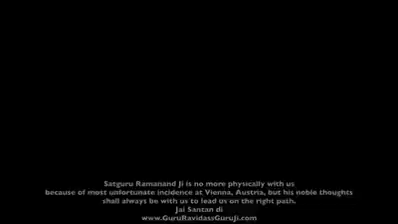 Satguru Ramanand Ji is no more physically with us
because of most unfortunate incidence at Vienna, Austria, but his noble thoughts
shall always be with us to lead us on the right path.
Jai Santan di
www.GuruRavidassGuruJi.com